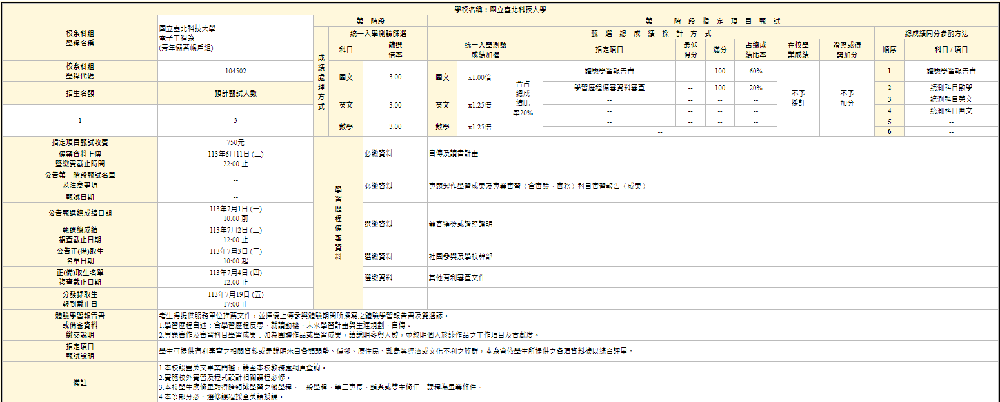 學校名稱：國立臺北科技大學
校系科組
學程名稱
國立臺北科技大學
電子工程系
(青年儲蓄帳戶組)
第一階段
第 二 階 段 指 定 項 目 甄 試
成績處理方式
統一入學測驗篩選
甄 選 總 成 績 採 計 方 式
總成績同分參酌方法
科目
篩選
倍率
統一入學測驗
成績加權
指定項目
最低
得分
滿分
占總成
績比率
在校學
業成績
證照或得
獎加分
順序
科目 / 項目
校系科組
學程代碼
104502
國文
3.00
國文
x1.00倍
合占
總成
績比
率20%
體驗學習報告書
--
100
60%
不予
採計
不予
加分
1
體驗學習報告書
招生名額
預計甄試人數
學習歷程備審資料審查
--
100
20%
2
統測科目數學
英文
3.00
英文
x1.25倍
--
--
--
--
3
統測科目英文
--
--
--
--
4
統測科目國文
1
3
數學
3.00
數學
x1.25倍
--
--
--
--
5
--
--
6
--
指定項目甄試收費
750元
學習歷程備審資料
必繳資料
自傳及讀書計畫
備審資料上傳
暨繳費截止時間
113年6月11日 (二)
22:00 止
公告第二階段甄試名單
及注意事項
--
必繳資料
專題製作學習成果及專業實習（含實驗、實務）科目實習報告（成果）
甄試日期
--
公告甄選總成績日期
113年7月1日 (一)
10:00 前
選繳資料
競賽獲獎或證照證明
甄選總成績
複查截止日期
113年7月2日 (二)
12:00 止
公告正(備)取生
名單日期
113年7月3日 (三)
10:00 起
選繳資料
社團參與及學校幹部
正(備)取生名單
複查截止日期
113年7月4日 (四)
12:00 止
選繳資料
其他有利審查文件
分發錄取生
報到截止日
113年7月19日 (五)
17:00 止
--
--
體驗學習報告書
或備審資料
繳交說明
考生得提供服務單位推薦文件，並擇優上傳參與體驗期間所撰寫之體驗學習報告書及雙週誌。
1.學習歷程自述：含學習歷程反思、就讀動機、未來學習計畫與生涯規劃、自傳。
2.專題實作及實習科目學習成果：如為團體作品或學習成果，請說明參與人數，並敘明個人於該作品之工作項目及貢獻度。
指定項目
甄試說明
學生可提供有利審查之相關資料或是說明來自各類弱勢、偏鄉、原住民、離島等經濟或文化不利之族群，本系會依學生所提供之各項資料據以綜合評量。
備註
1.本校設置英文畢業門檻，請至本校教務處網頁查詢。
2.實施校外實習及程式設計相關課程必修。
3.本校學生應修畢取得跨領域學習之微學程、一般學程、第二專長、輔系或雙主修任一課程為畢業條件。
4.本系部分必、選修課程採全英語授課。